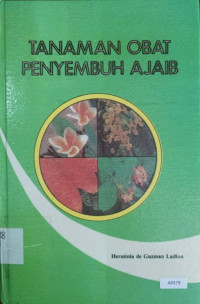 TANAMAN OBAT
PENYEMBUH AJAIB
Herminia de Guzman Ladion